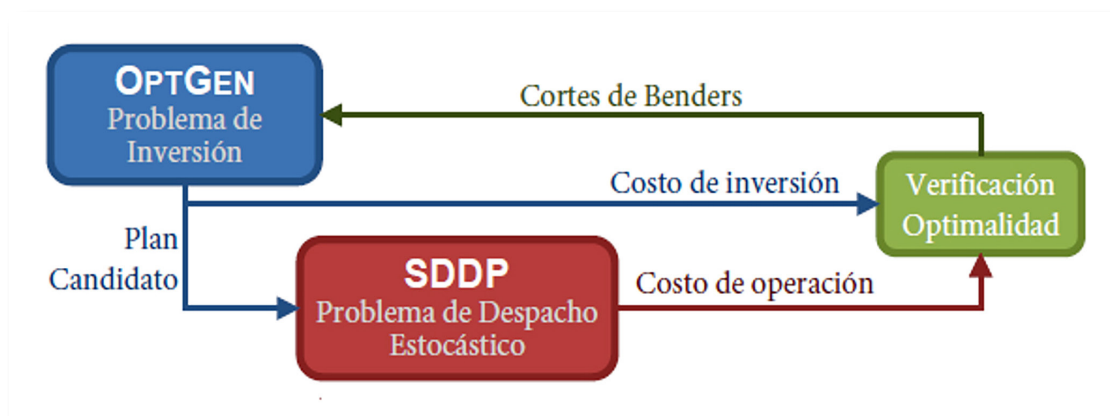 OPTGEN
Problema de
Inversión
Cortes de Benders
Costo de inversión
Verificación
Optimalidad
Plan
Candidato
SDDP
Problema de Despacho
Estocástico
Costo de operación